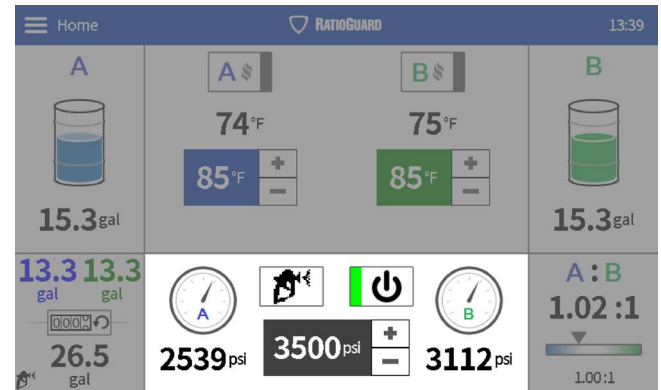 Home
RATIOGUARD
13:39
A
A
B
B
74°F
75°F
85°F
+
−
85°F
+
−
15.3gal
15.3gal
13.3 13.3
gal gal
000
26.5
gal
A
B
2539psi
3500psi
+
−
3112psi
A:B
1.02:1
1.00:1